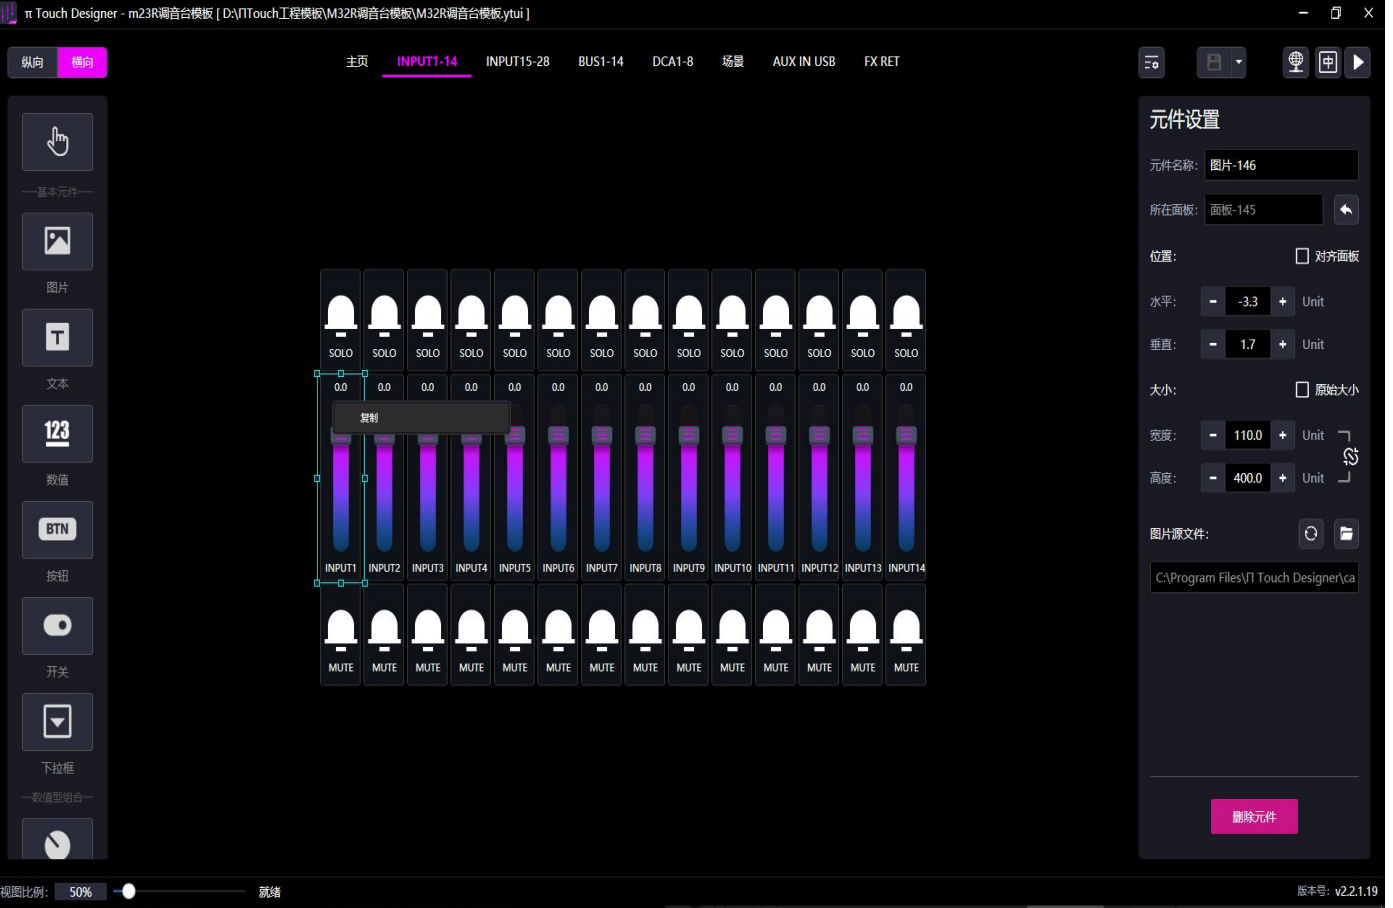 π Touch Designer - m23R调音台模板 [ D:\ΠTouch工程模板\M32R调音台模板\M32R调音台模板.ytui ]
纵向 横向 主页 INPUT1-14 INPUT15-28 BUS1-14 DCA1-8 场景 AUX IN USB FX RET 中
基本元件
图片
T
文本
123
数值
BTN
按钮
开关
下拉框
数值型组合
SOLO SOLO SOLO SOLO SOLO SOLO SOLO SOLO SOLO SOLO SOLO SOLO SOLO SOLO
0.0 0.0 0.0 0.0 0.0 0.0 0.0 0.0 0.0 0.0 0.0 0.0 0.0 0.0
复制
INPUT1 INPUT2 INPUT3 INPUT4 INPUT5 INPUT6 INPUT7 INPUT8 INPUT9 INPUT10 INPUT11 INPUT12 INPUT13 INPUT14
MUTE MUTE MUTE MUTE MUTE MUTE MUTE MUTE MUTE MUTE MUTE MUTE MUTE MUTE
元件设置
元件名称: 图片-146
所在面板: 面板-145
位置: 对齐面板
水平: - -3.3 + Unit
垂直: - 1.7 + Unit
大小: 原始大小
宽度: - 110.0 + Unit
高度: - 400.0 + Unit
图片源文件:
C:\Program Files\Π Touch Designer\ca
删除元件
视图比例: 50% 就绪 版本号: v2.2.1.19